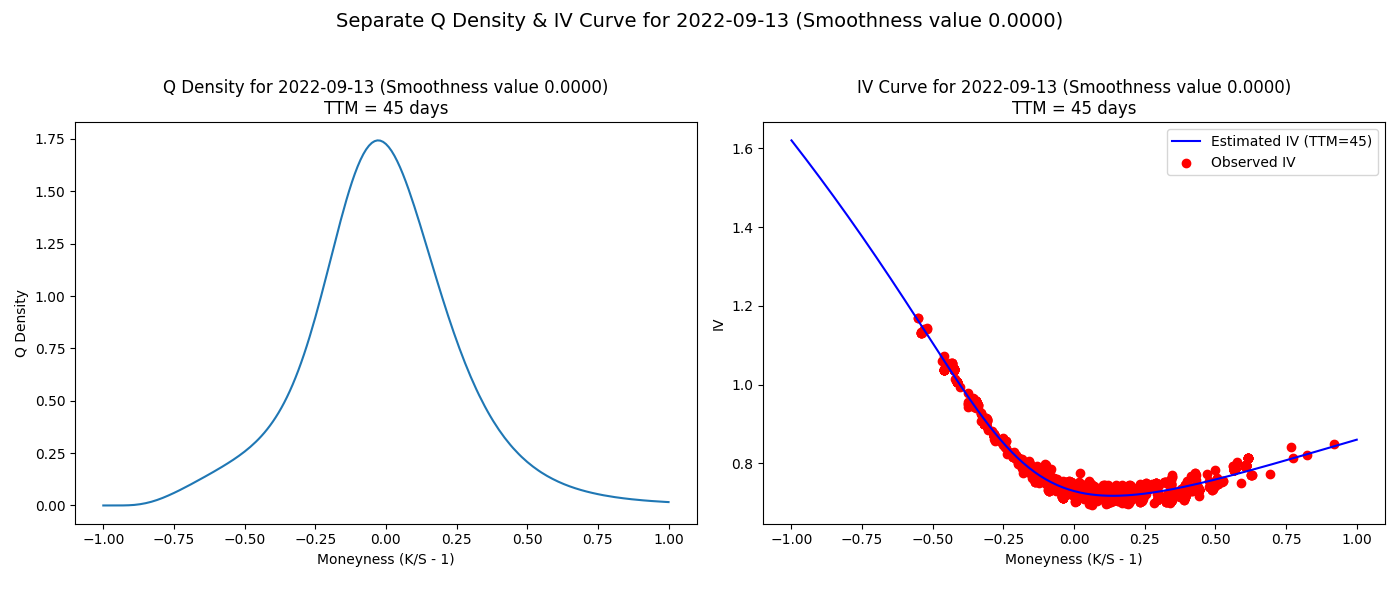 Separate Q Density & IV Curve for 2022-09-13 (Smoothness value 0.0000)
Q Density for 2022-09-13 (Smoothness value 0.0000)
TTM = 45 days
1.75
1.50
1.25
1.00
0.75
0.50
0.25
0.00
Q Density
−1.00 −0.75 −0.50 −0.25 0.00 0.25 0.50 0.75 1.00
Moneyness (K/S - 1)
IV Curve for 2022-09-13 (Smoothness value 0.0000)
TTM = 45 days
Estimated IV (TTM=45)
Observed IV
1.6
1.4
1.2
1.0
0.8
IV
−1.00 −0.75 −0.50 −0.25 0.00 0.25 0.50 0.75 1.00
Moneyness (K/S - 1)